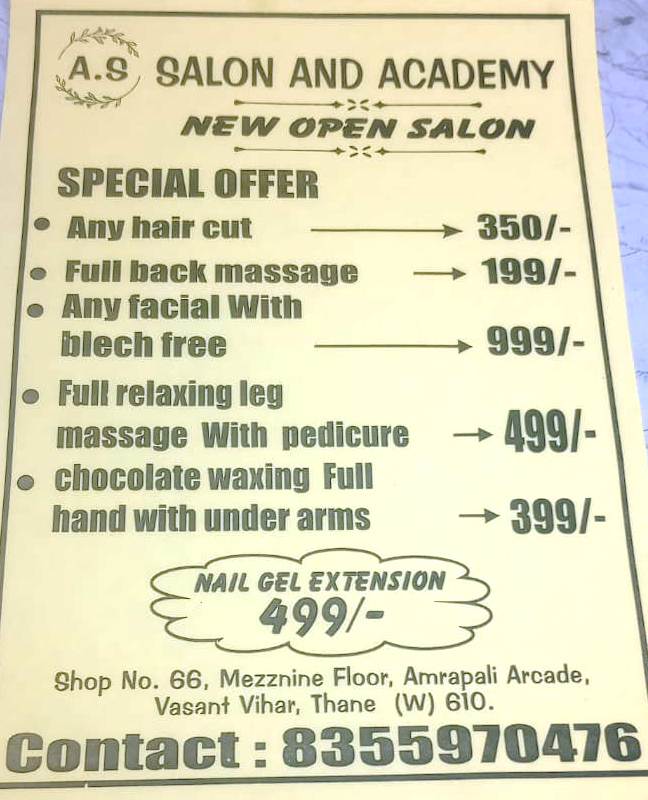 A.S SALON AND ACADEMY
NEW OPEN SALON
SPECIAL OFFER
• Any hair cut → 350/-
• Full back massage → 199/-
• Any facial With
blech free → 999/-
• Full relaxing leg
massage With pedicure → 499/-
• chocolate waxing Full
hand with under arms → 399/-
NAIL GEL EXTENSION
499/-
Shop No. 66, Mezznine Floor, Amrapali Arcade,
Vasant Vihar, Thane (W) 610.
Contact : 8355970476